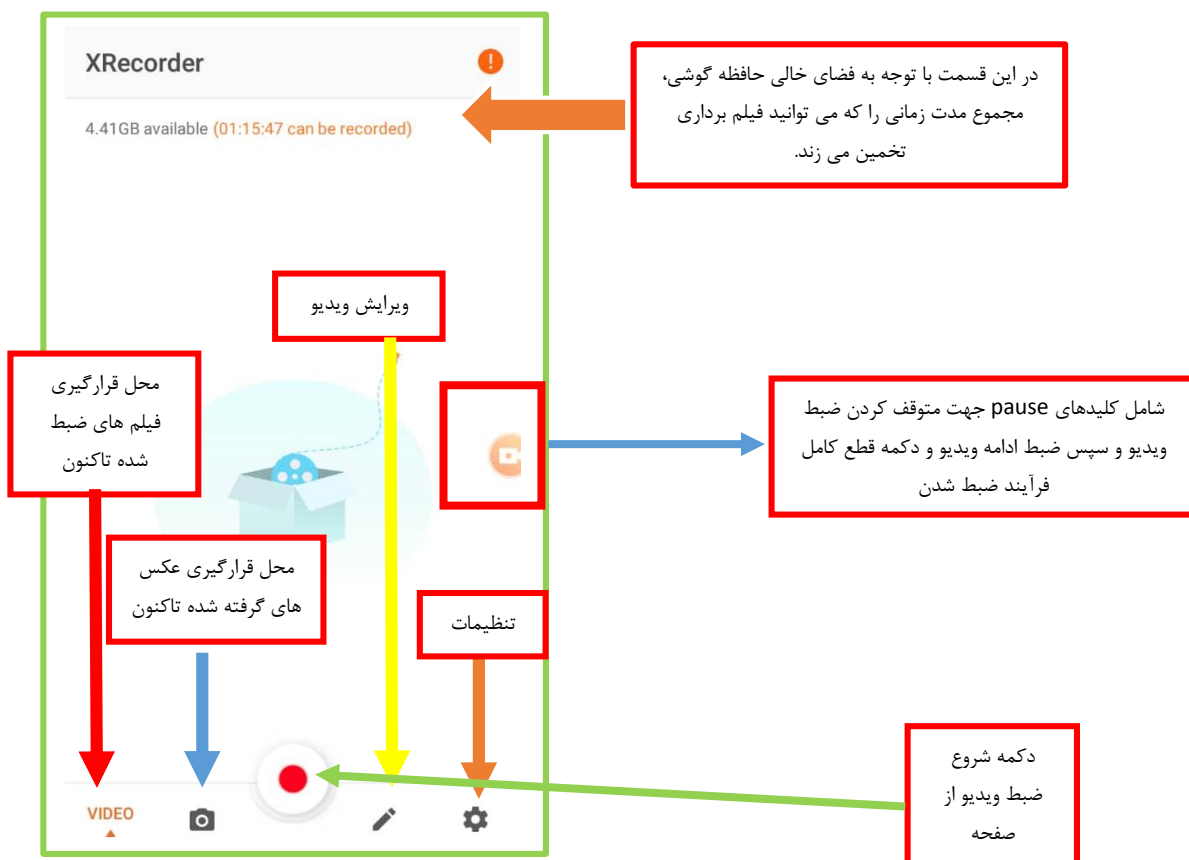 XRecorder
4.41GB available (01:15:47 can be recorded)
در این قسمت با توجه به فضای خالی حافظه گوشی،
مجموع مدت زمانی را که می توانید فیلم برداری
تخمین می زند.
ویرایش ویدیو
محل قرارگیری
فیلم های ضبط
شده تاکنون
شامل کلیدهای pause جهت متوقف کردن ضبط
ویدیو و سپس ضبط ادامه ویدیو و دکمه قطع کامل
فرآیند ضبط شدن
محل قرارگیری عکس
های گرفته شده تاکنون
تنظیمات
دکمه شروع
ضبط ویدیو از
صفحه
VIDEO